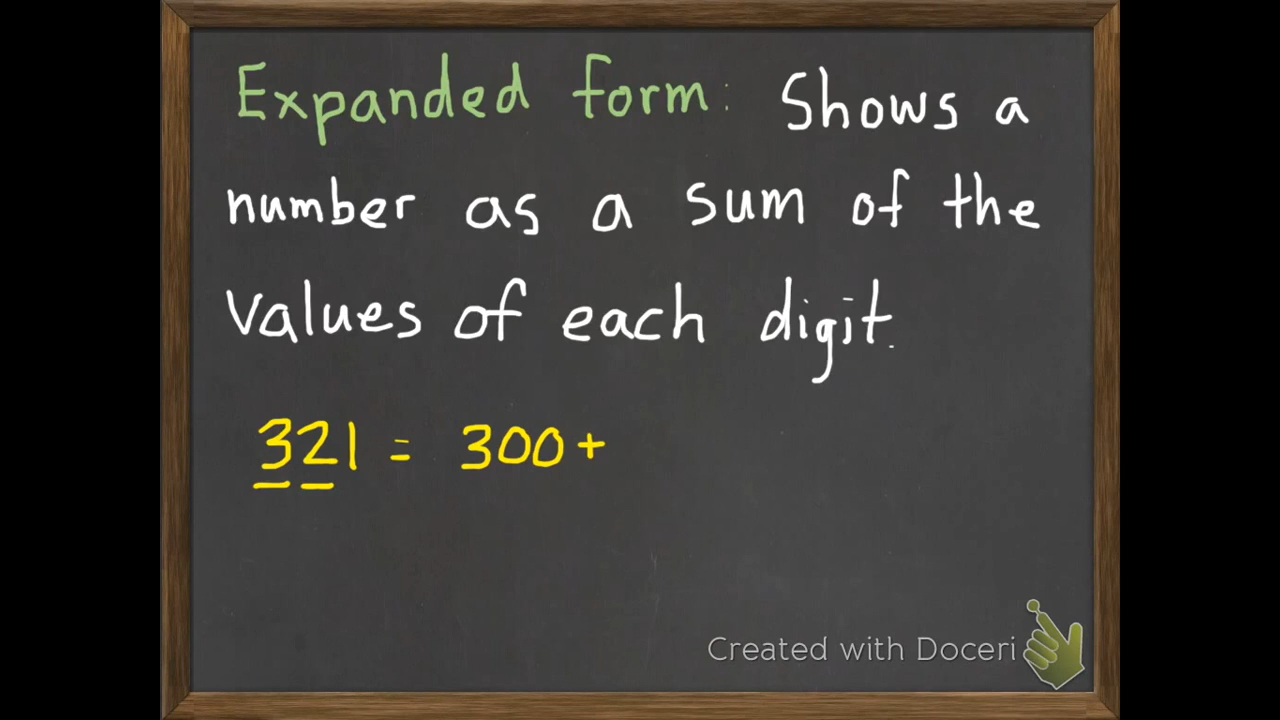 Expanded form: Shows a
number as a sum of the
values of each digit.
321 = 300 +
Created with Doceri